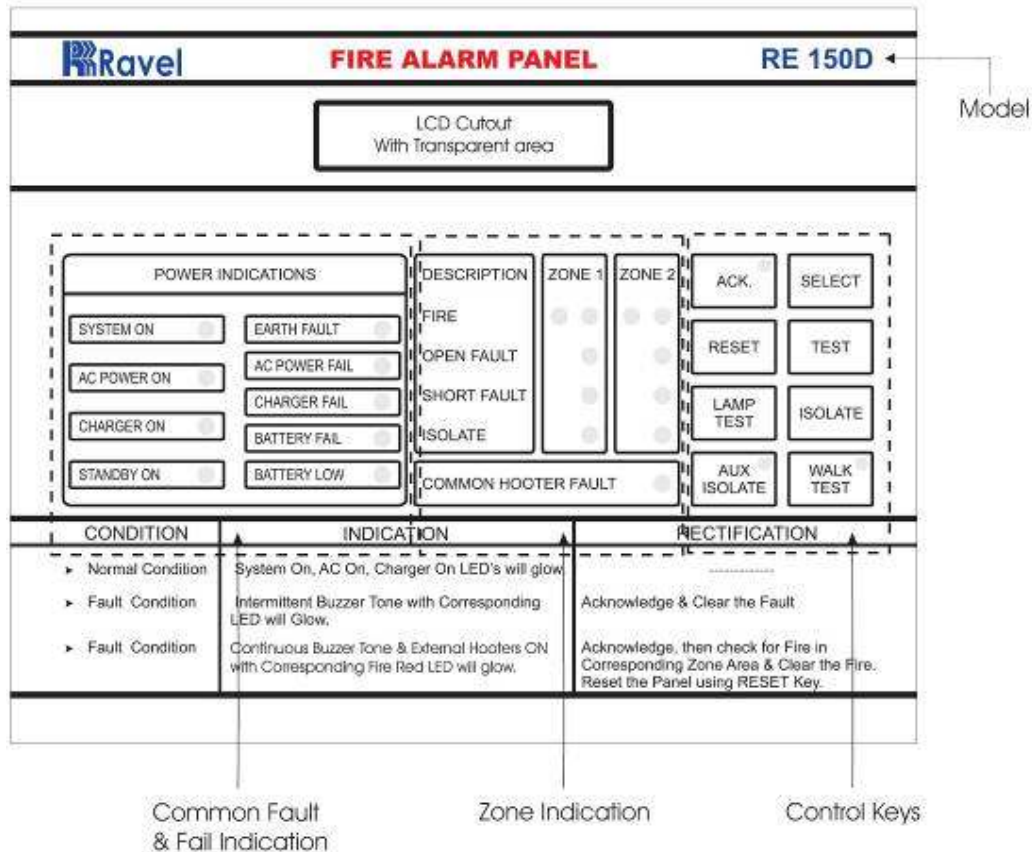 Ravel
FIRE ALARM PANEL
RE 150D
Model
LCD Cutout
With Transparent area
POWER INDICATIONS
SYSTEM ON
AC POWER ON
CHARGER ON
STANDBY ON
EARTH FAULT
AC POWER FAIL
CHARGER FAIL
BATTERY FAIL
BATTERY LOW
DESCRIPTION ZONE 1 ZONE 2
FIRE
OPEN FAULT
SHORT FAULT
ISOLATE
COMMON HOOTER FAULT
ACK.
SELECT
RESET
TEST
LAMP
TEST
ISOLATE
AUX
ISOLATE
WALK
TEST
CONDITION INDICATION RECTIFICATION
Normal Condition System On, AC On, Charger On LED's will glow -------------
Fault Condition Intermittent Buzzer Tone with Corresponding
LED will Glow.
Acknowledge & Clear the Fault
Fault Condition Continuous Buzzer Tone & External Hooters ON
with Corresponding Fire Red LED will glow.
Acknowledge, then check for Fire in
Corresponding Zone Area & Clear the Fire.
Reset the Panel using RESET Key.
Common Fault
& Fail Indication
Zone Indication
Control Keys